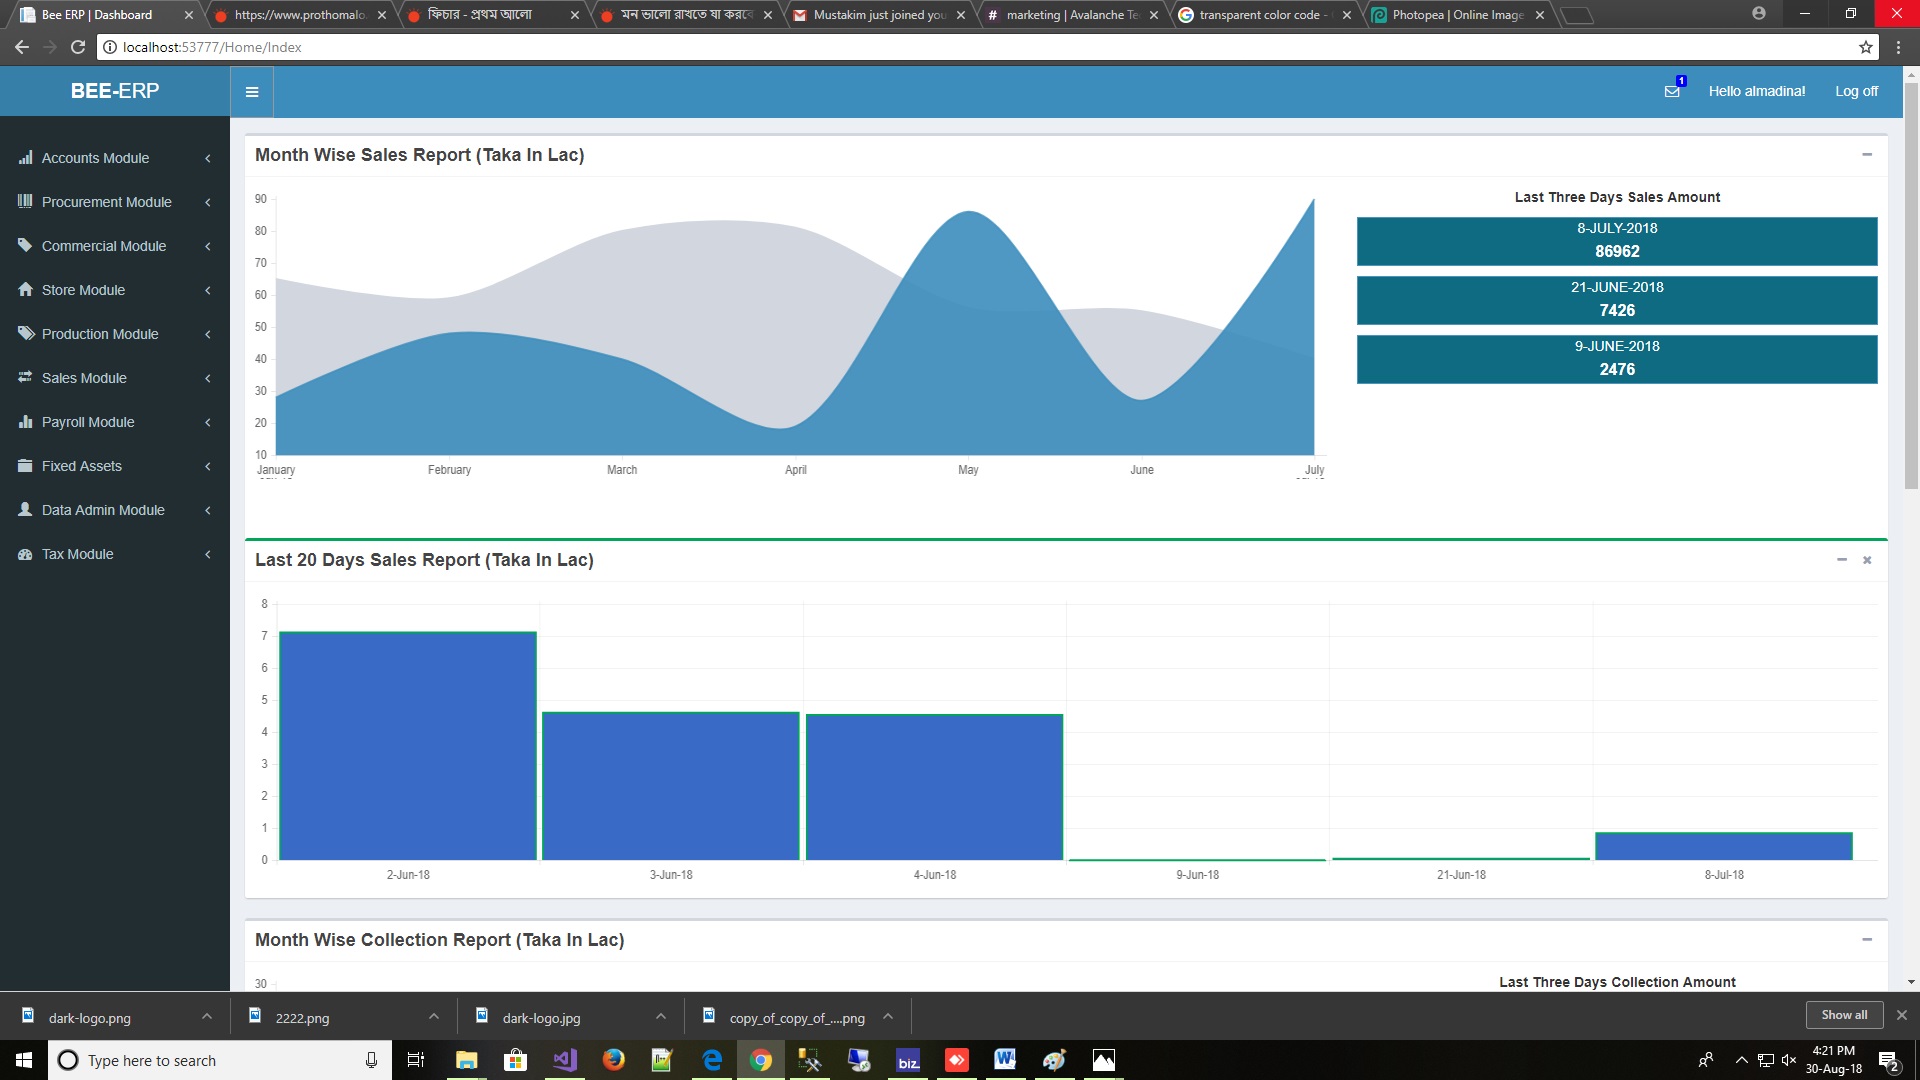 Bee ERP | Dashboard
https://www.prothomalo.
ফিচার - প্রথম আলো
মন ভালো রাখতে যা করবে
Mustakim just joined you
marketing | Avalanche Te
transparent color code -
Photopea | Online Image
localhost:53777/Home/Index
BEE-ERP
1
Hello almadina!
Log off
Accounts Module
Procurement Module
Commercial Module
Store Module
Production Module
Sales Module
Payroll Module
Fixed Assets
Data Admin Module
Tax Module
Month Wise Sales Report (Taka In Lac)
90
80
70
60
50
40
30
20
10
January February March April May June July
Last Three Days Sales Amount
8-JULY-2018
86962
21-JUNE-2018
7426
9-JUNE-2018
2476
Last 20 Days Sales Report (Taka In Lac)
8
7
6
5
4
3
2
1
0
2-Jun-18 3-Jun-18 4-Jun-18 9-Jun-18 21-Jun-18 8-Jul-18
Month Wise Collection Report (Taka In Lac)
30
Last Three Days Collection Amount
dark-logo.png
2222.png
dark-logo.jpg
copy_of_copy_of_....png
Show all
Type here to search
biz
4:21 PM
30-Aug-18
2